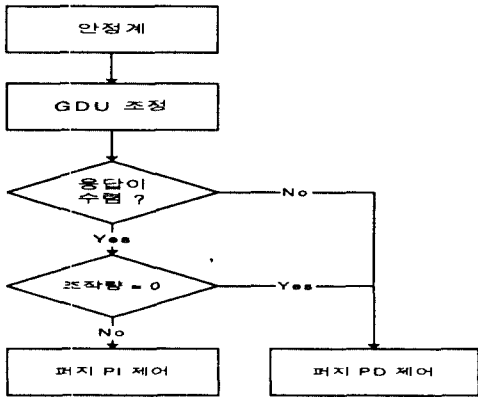 안정계
GDU 조정
응답이
수렴 ?
No
Yes
조작량 = 0
Yes
No
퍼지 PI 제어
퍼지 PD 제어